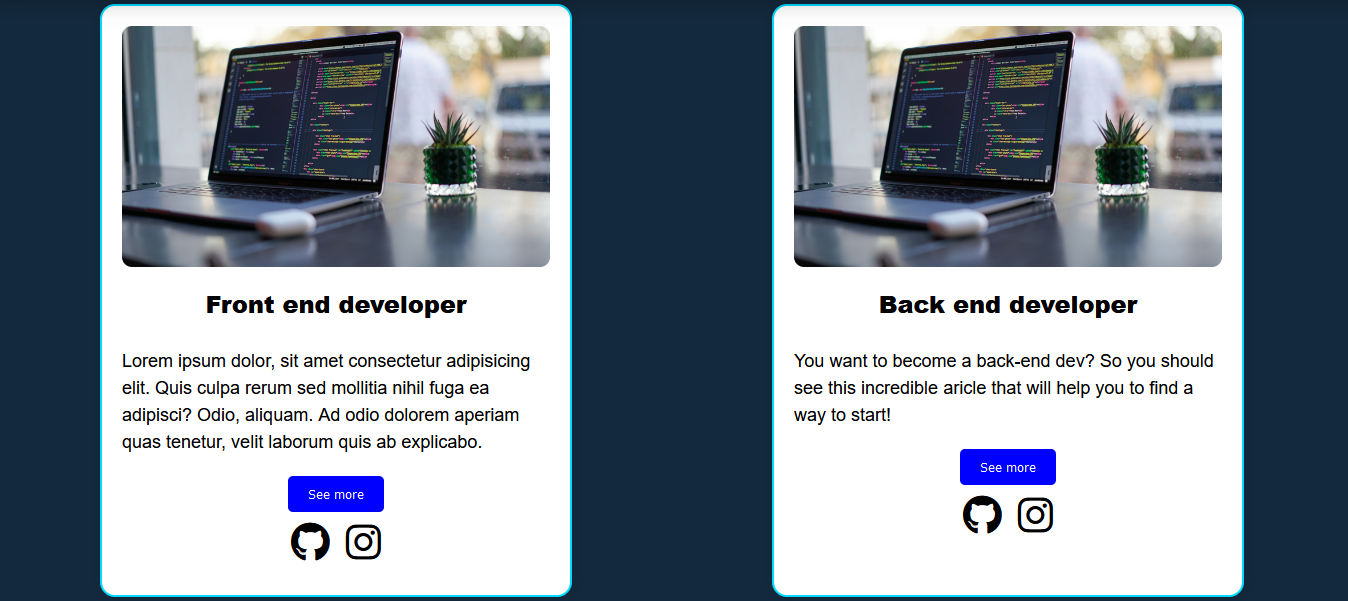 Front end developer
Lorem ipsum dolor, sit amet consectetur adipisicing
elit. Quis culpa rerum sed mollitia nihil fuga ea
adipisci? Odio, aliquam. Ad odio dolorem aperiam
quas tenetur, velit laborum quis ab explicabo.
See more
Back end developer
You want to become a back-end dev? So you should
see this incredible aricle that will help you to find a
way to start!
See more